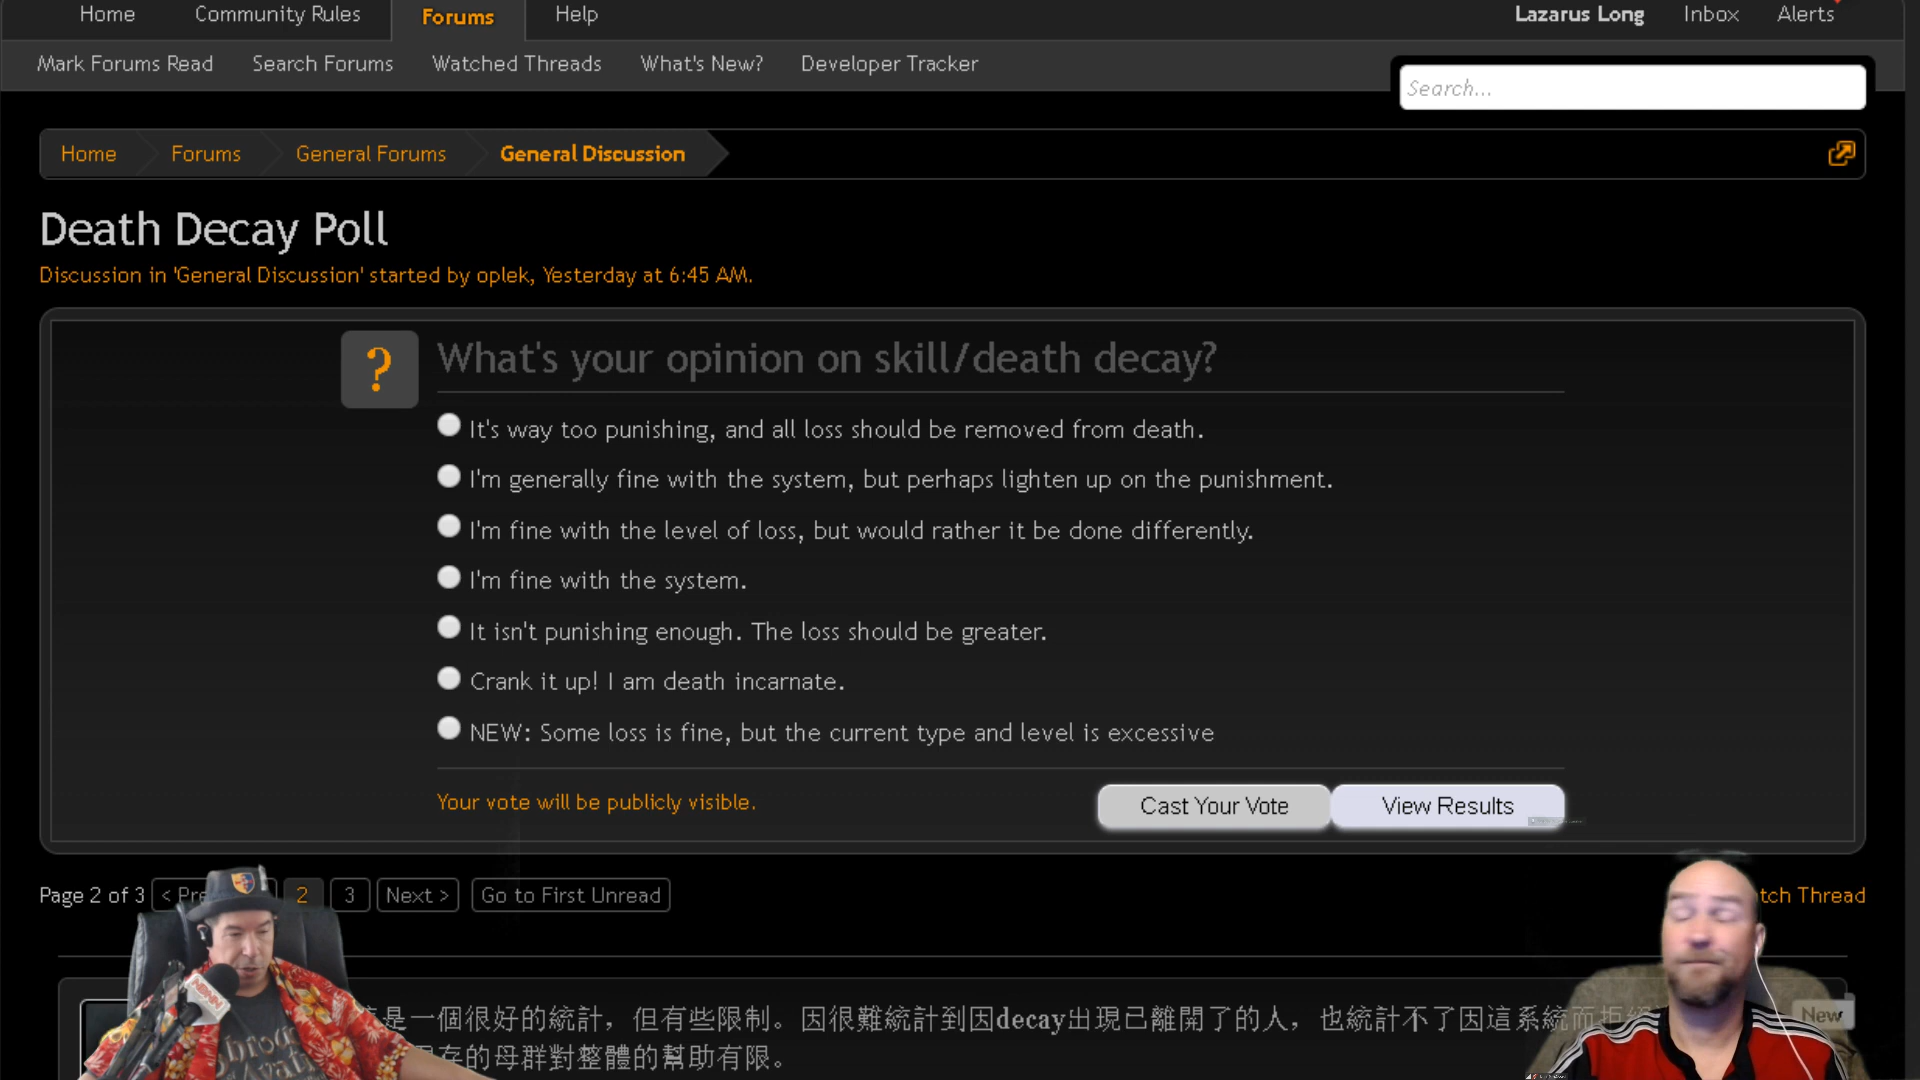 Home Community Rules Forums Help Lazarus Long Inbox Alerts
Mark Forums Read Search Forums Watched Threads What's New? Developer Tracker
Search...
Home Forums General Forums General Discussion
Death Decay Poll
Discussion in 'General Discussion' started by oplek, Yesterday at 6:45 AM.
? What's your opinion on skill/death decay?
It's way too punishing, and all loss should be removed from death.
I'm generally fine with the system, but perhaps lighten up on the punishment.
I'm fine with the level of loss, but would rather it be done differently.
I'm fine with the system.
It isn't punishing enough. The loss should be greater.
Crank it up! I am death incarnate.
NEW: Some loss is fine, but the current type and level is excessive
Your vote will be publicly visible. Cast Your Vote View Results
Page 2 of 3 < Pre 2 3 Next > Go to First Unread tch Thread
是一個很好的統計，但有些限制。因很難統計到因decay出現已離開了的人，也統計不了因這系統而 New
存的母群對整體的幫助有限。